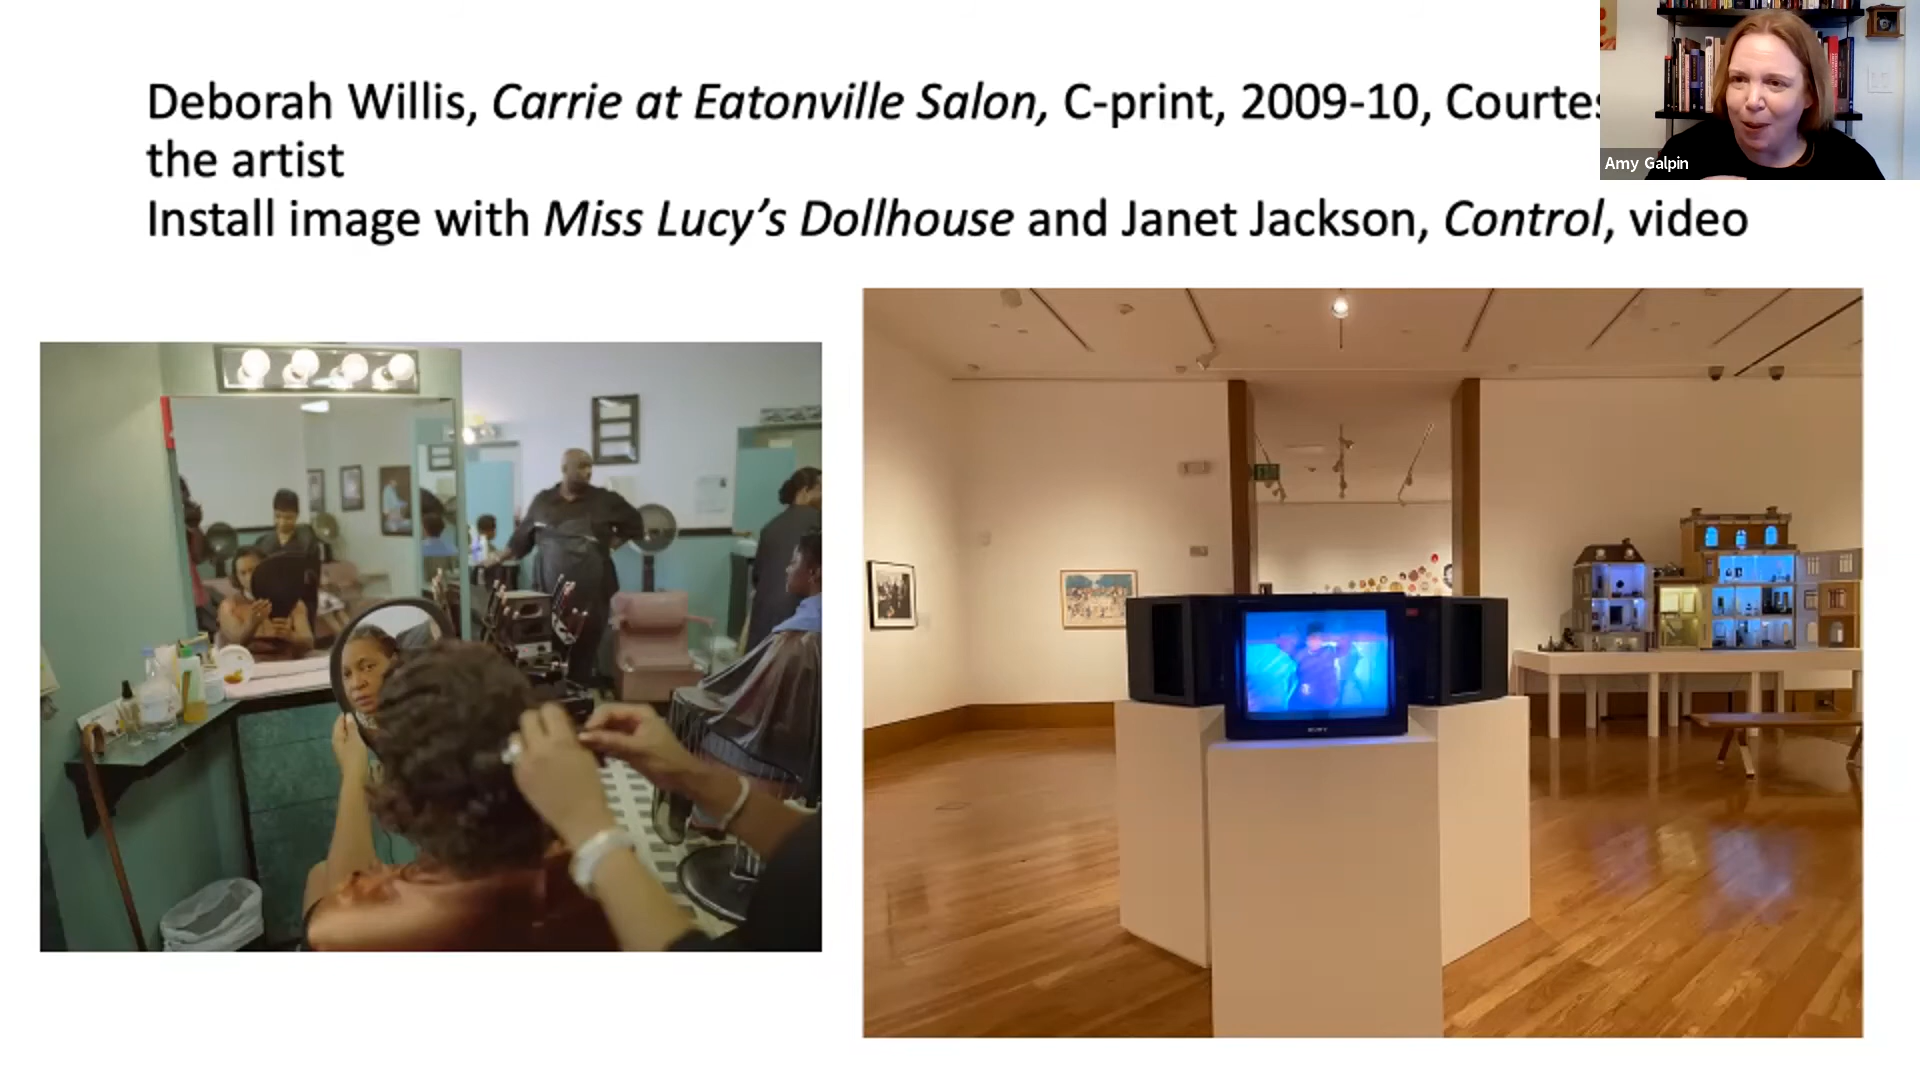 Deborah Willis, Carrie at Eatonville Salon, C-print, 2009-10, Courtes
the artist
Install image with Miss Lucy’s Dollhouse and Janet Jackson, Control, video
Amy Galpin
SONY